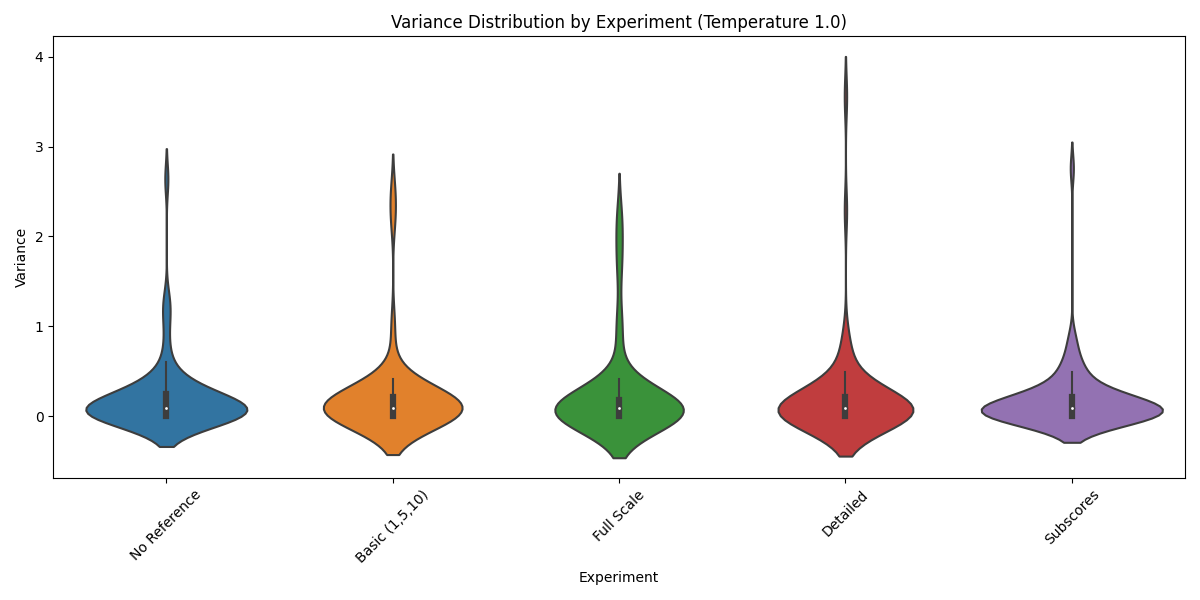 Variance Distribution by Experiment (Temperature 1.0)
Variance
4
3
2
1
0
No Reference
Basic (1,5,10)
Full Scale
Detailed
Subscores
Experiment